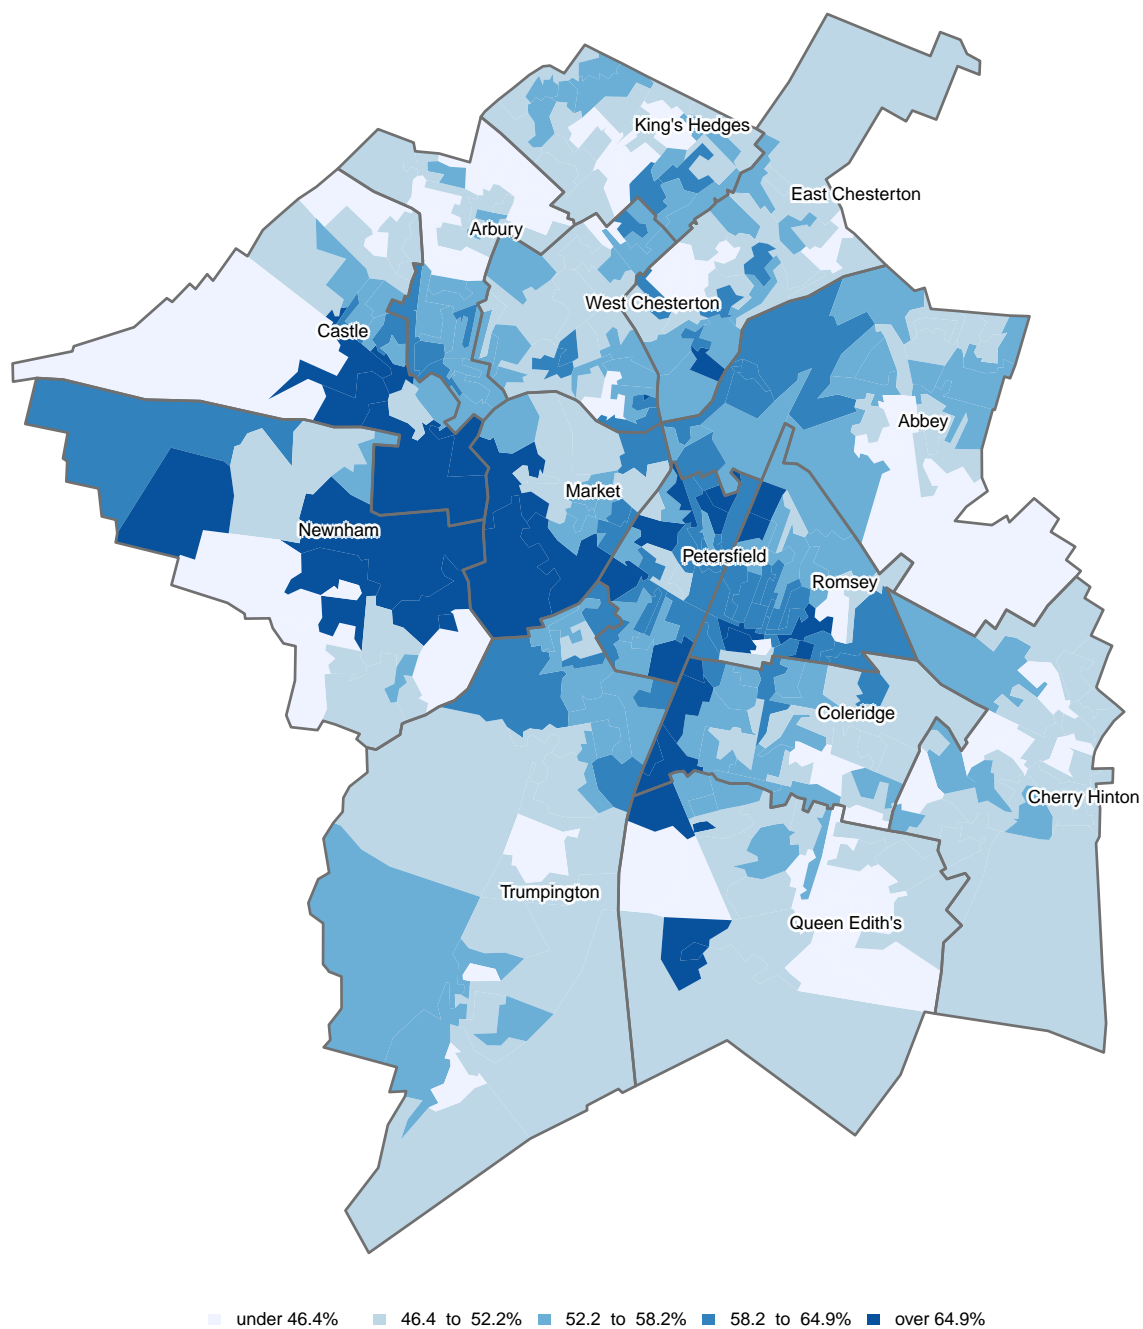 King's Hedges
East Chesterton
Arbury
West Chesterton
Castle
Abbey
Market
Newnham
Petersfield
Romsey
Coleridge
Cherry Hinton
Trumpington
Queen Edith's
under 46.4% 46.4 to 52.2% 52.2 to 58.2% 58.2 to 64.9% over 64.9%